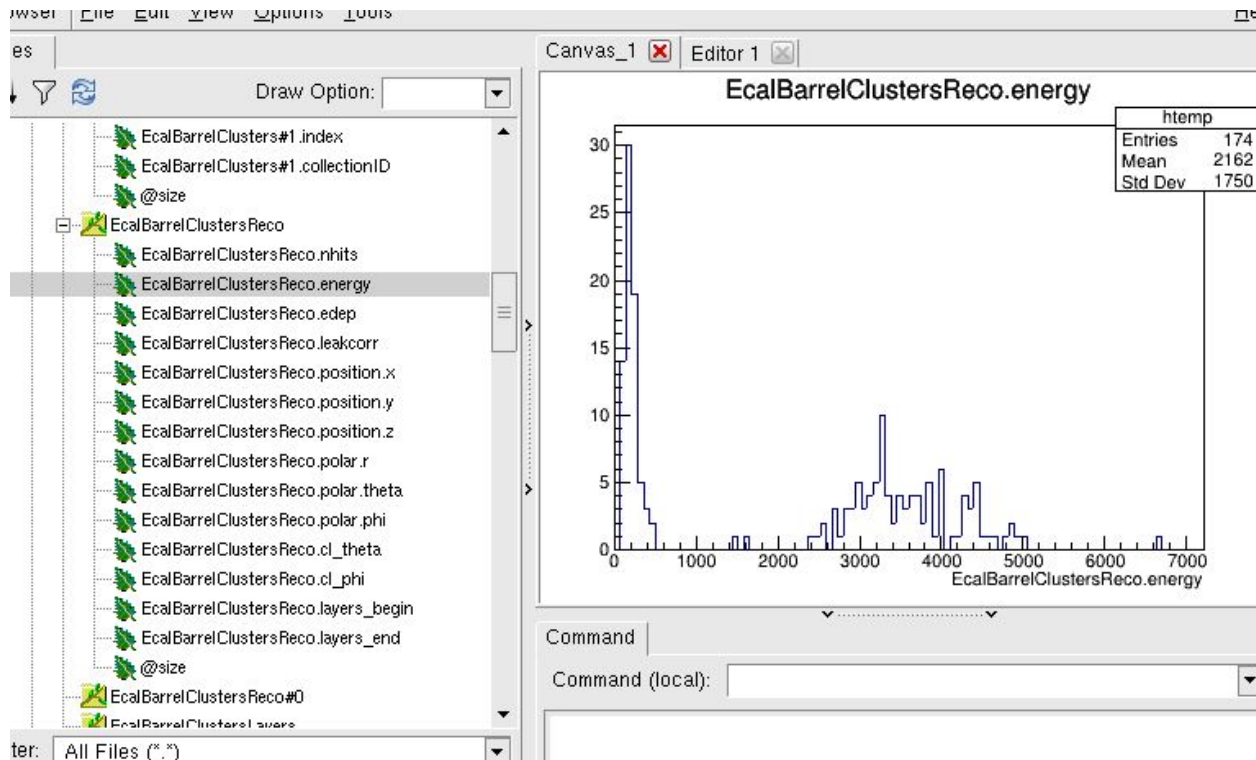 File Edit View Options Tools
es
Draw Option:
EcalBarrelClusters#1.index
EcalBarrelClusters#1.collectionID
@size
EcalBarrelClustersReco
EcalBarrelClustersReco.nhits
EcalBarrelClustersReco.energy
EcalBarrelClustersReco.edep
EcalBarrelClustersReco.leakcorr
EcalBarrelClustersReco.position.x
EcalBarrelClustersReco.position.y
EcalBarrelClustersReco.position.z
EcalBarrelClustersReco.polar.r
EcalBarrelClustersReco.polar.theta
EcalBarrelClustersReco.polar.phi
EcalBarrelClustersReco.cl_theta
EcalBarrelClustersReco.cl_phi
EcalBarrelClustersReco.layers_begin
EcalBarrelClustersReco.layers_end
@size
EcalBarrelClustersReco#0
EcalBarrelClustersLayers
ter: All Files (*.*)
Canvas_1 Editor 1
EcalBarrelClustersReco.energy
htemp
Entries 174
Mean 2162
Std Dev 1750
30
25
20
15
10
5
0
0 1000 2000 3000 4000 5000 6000 7000
EcalBarrelClustersReco.energy
Command
Command (local):